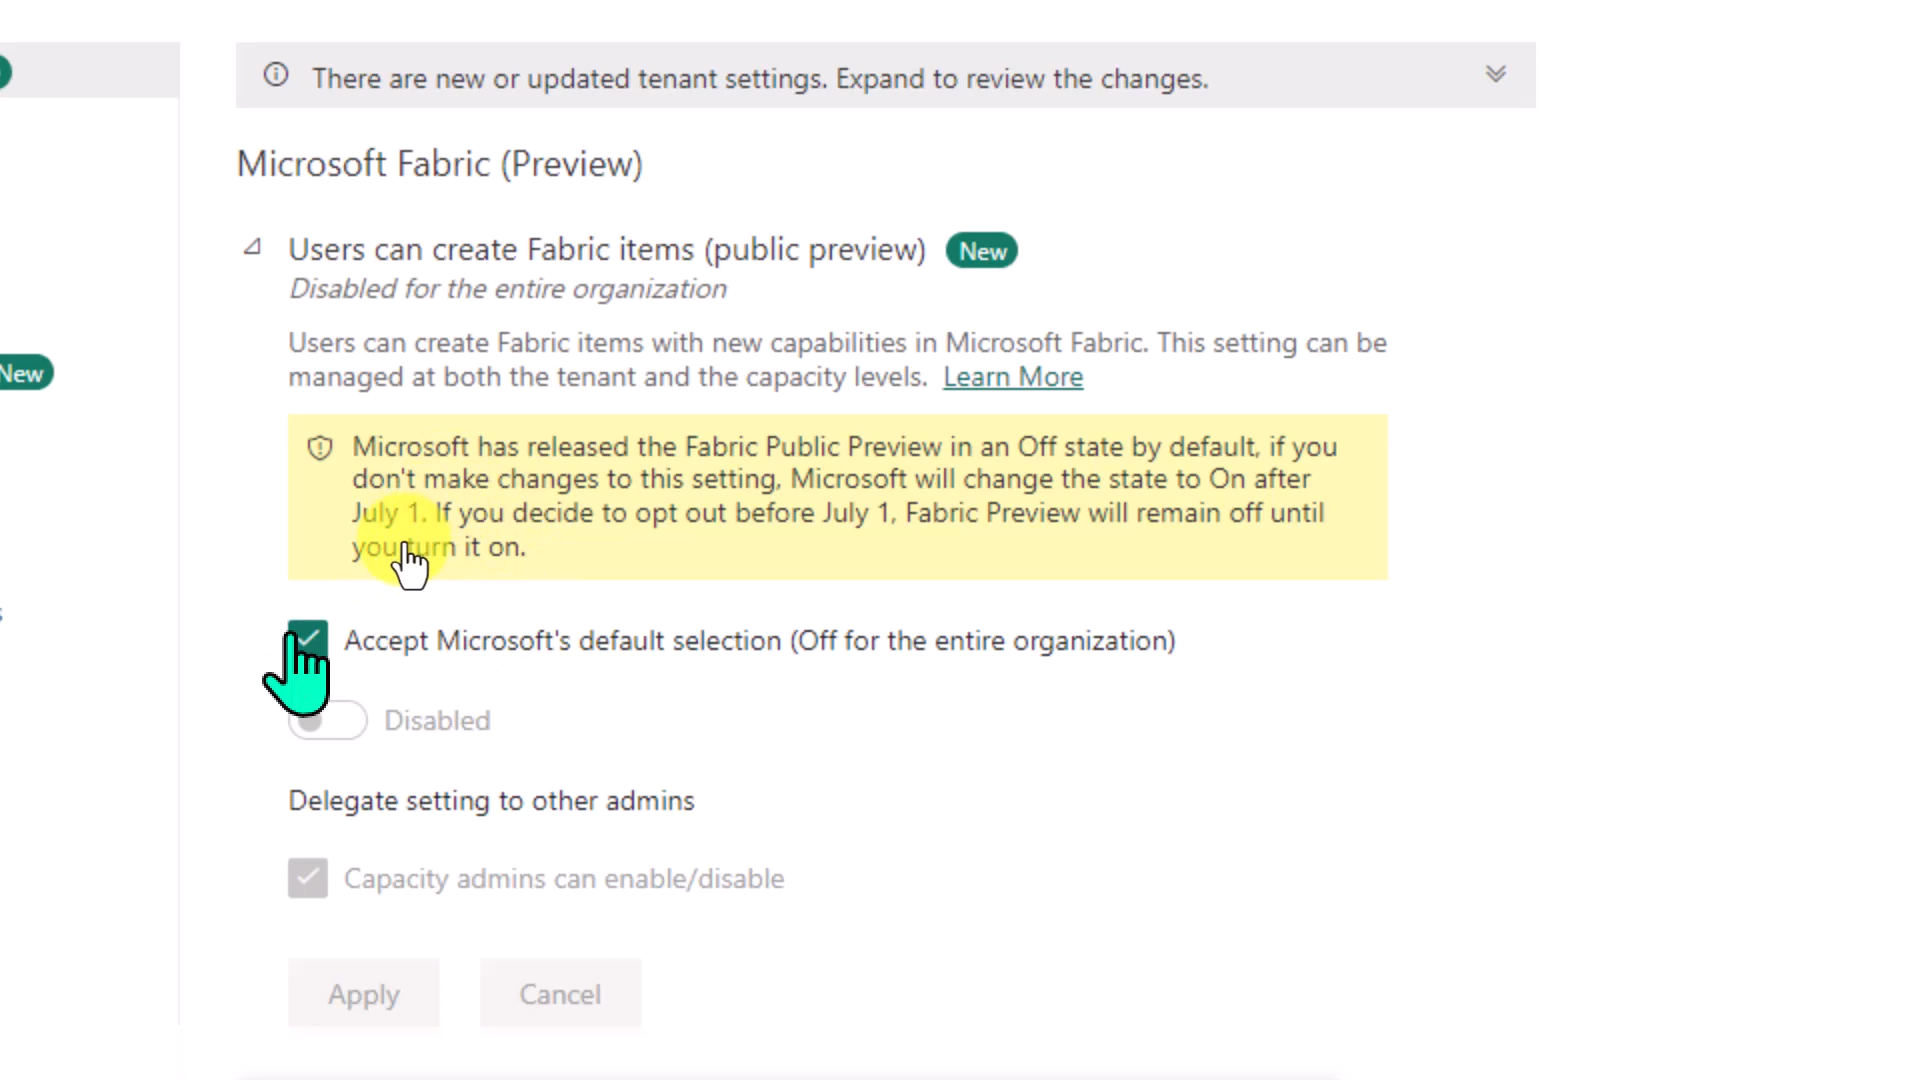 There are new or updated tenant settings. Expand to review the changes.
Microsoft Fabric (Preview)
Users can create Fabric items (public preview) New
Disabled for the entire organization
Users can create Fabric items with new capabilities in Microsoft Fabric. This setting can be
managed at both the tenant and the capacity levels. Learn More
New
Microsoft has released the Fabric Public Preview in an Off state by default, if you
don't make changes to this setting, Microsoft will change the state to On after
July 1. If you decide to opt out before July 1, Fabric Preview will remain off until
you turn it on.
Accept Microsoft's default selection (Off for the entire organization)
Disabled
Delegate setting to other admins
Capacity admins can enable/disable
Apply Cancel